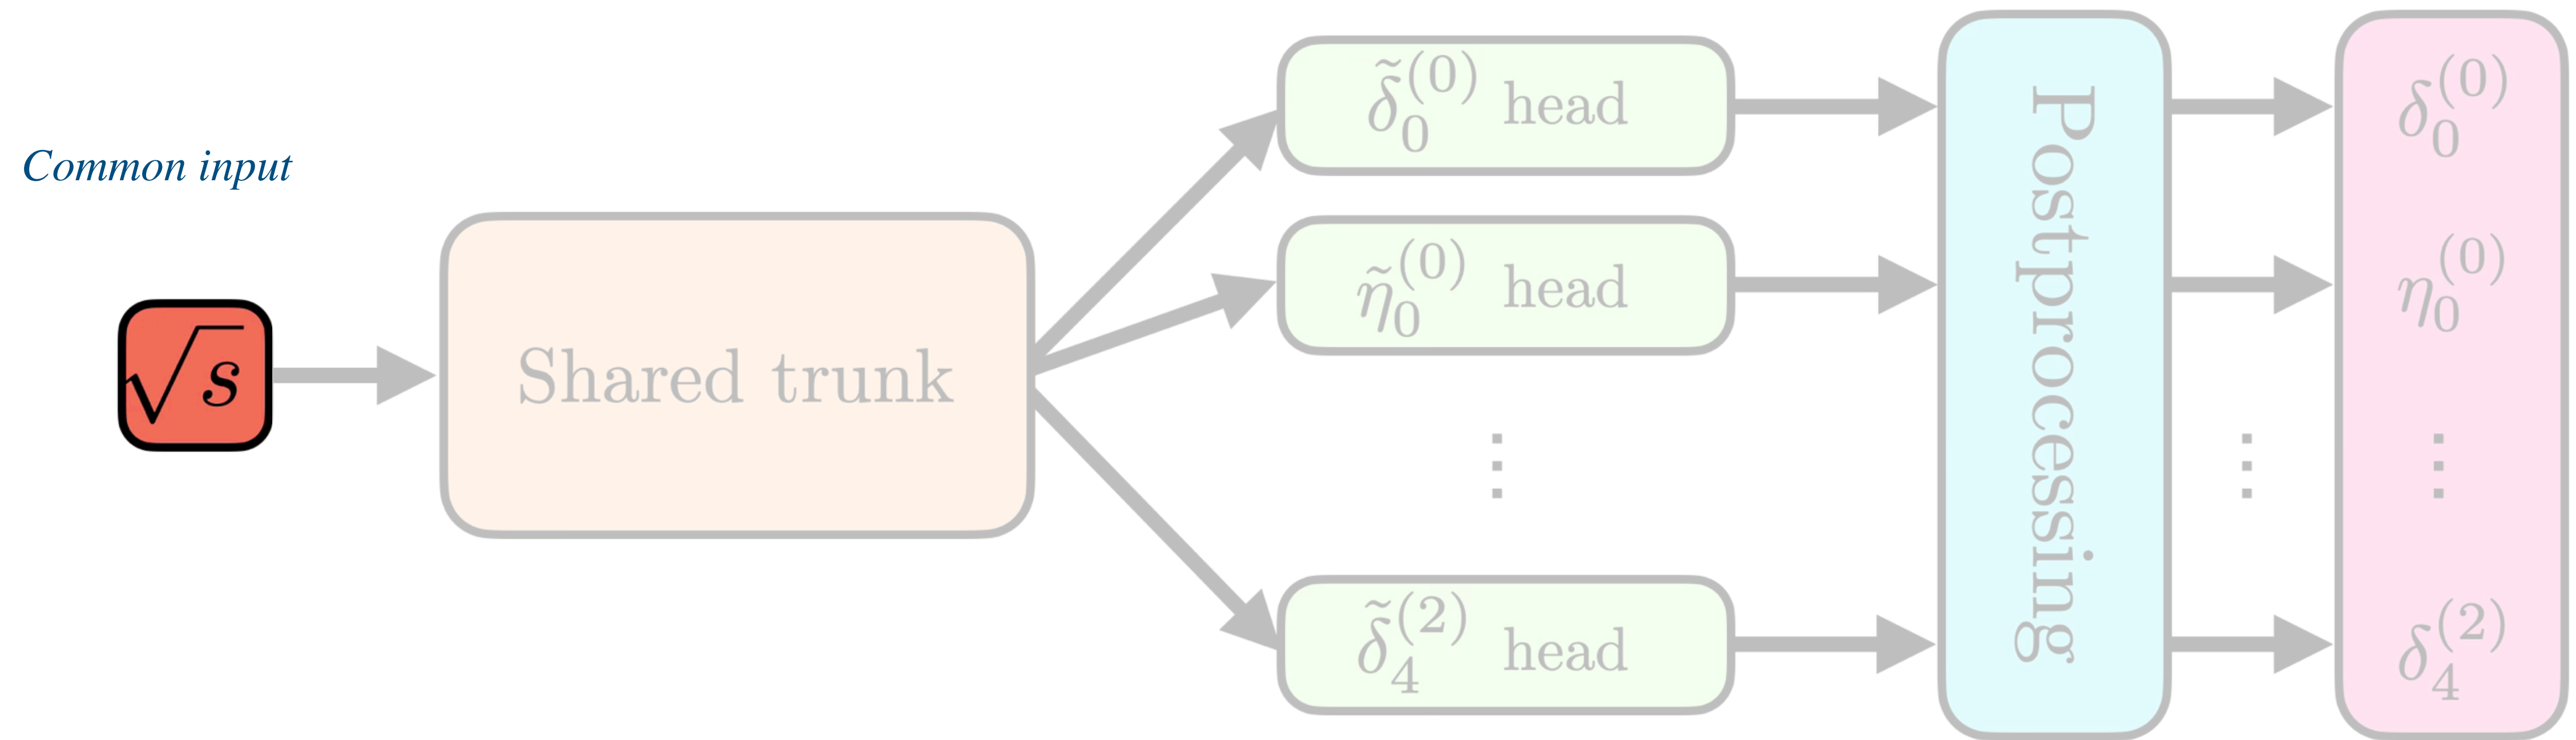 Common input
√s
Shared trunk
δ̃₀⁽⁰⁾ head
η̃₀⁽⁰⁾ head
⋮
δ̃₄⁽²⁾ head
Postprocessing
⋮
δ₀⁽⁰⁾
η₀⁽⁰⁾
⋮
δ₄⁽²⁾